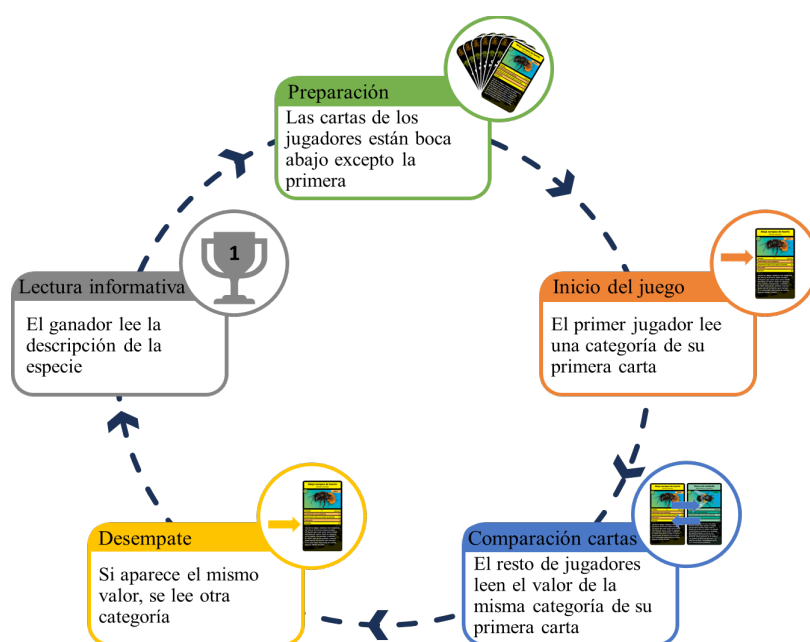 Preparación
Las cartas de los
jugadores están boca
abajo excepto la
primera
Inicio del juego
El primer jugador lee
una categoría de su
primera carta
Comparación cartas
El resto de jugadores
leen el valor de la
misma categoría de su
primera carta
Desempate
Si aparece el mismo
valor, se lee otra
categoría
Lectura informativa
1
El ganador lee la
descripción de la
especie